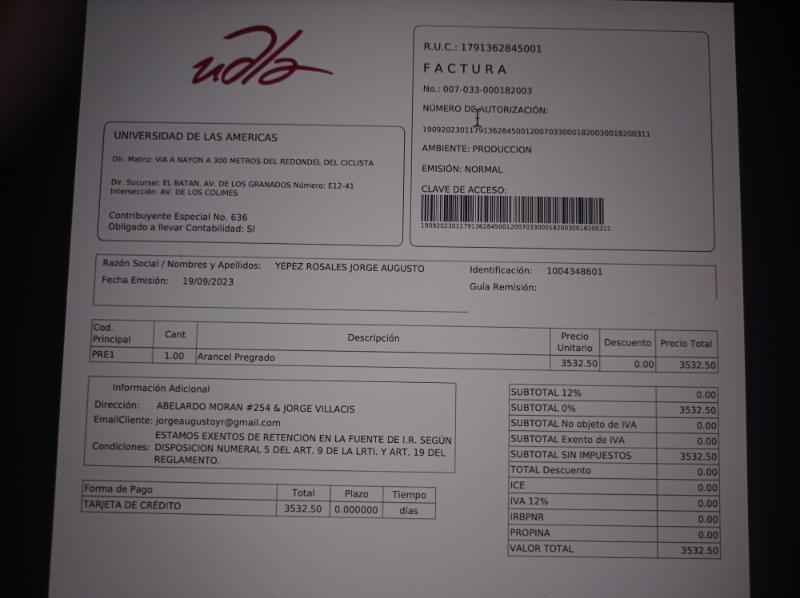 udla
R.U.C.: 1791362845001
FACTURA
No.: 007-033-000182003
NÚMERO DE AUTORIZACIÓN:
1909202301179136284500120070330001820030018200311
AMBIENTE: PRODUCCION
EMISIÓN: NORMAL
CLAVE DE ACCESO:
1909202301179136284500120070330001820030018200311
UNIVERSIDAD DE LAS AMERICAS
Dir. Matriz: VIA A NAYON A 300 METROS DEL REDONDEL DEL CICLISTA
Dir. Sucursal: EL BATAN. AV. DE LOS GRANADOS Número: E12-41
Intersección: AV. DE LOS COLIMES
Contribuyente Especial No. 636
Obligado a llevar Contabilidad: SI
Razón Social / Nombres y Apellidos: YEPEZ ROSALES JORGE AUGUSTO
Identificación: 1004348601
Fecha Emisión: 19/09/2023
Guía Remisión:
Cod. Principal Cant Descripción Precio Unitario Descuento Precio Total
PRE1 1.00 Arancel Pregrado 3532.50 0.00 3532.50
Información Adicional
Dirección: ABELARDO MORAN #254 & JORGE VILLACIS
EmailCliente: jorgeaugustoyr@gmail.com
ESTAMOS EXENTOS DE RETENCION EN LA FUENTE DE I.R. SEGÚN
Condiciones: DISPOSICION NUMERAL 5 DEL ART. 9 DE LA LRTI. Y ART. 19 DEL
REGLAMENTO.
Forma de Pago Total Plazo Tiempo
TARJETA DE CRÉDITO 3532.50 0.000000 días
SUBTOTAL 12% 0.00
SUBTOTAL 0% 3532.50
SUBTOTAL No objeto de IVA 0.00
SUBTOTAL Exento de IVA 0.00
SUBTOTAL SIN IMPUESTOS 3532.50
TOTAL Descuento 0.00
ICE 0.00
IVA 12% 0.00
IRBPNR 0.00
PROPINA 0.00
VALOR TOTAL 3532.50